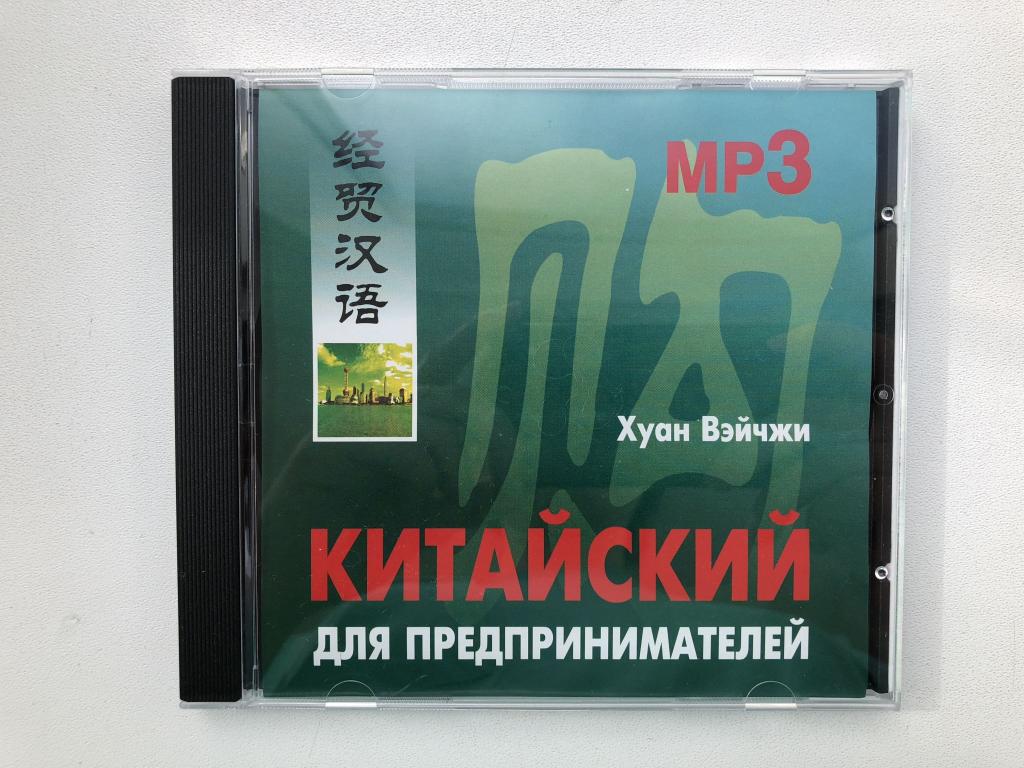 经贸汉语
MP3
Хуан Вэйчжи
КИТАЙСКИЙ
ДЛЯ ПРЕДПРИНИМАТЕЛЕЙ